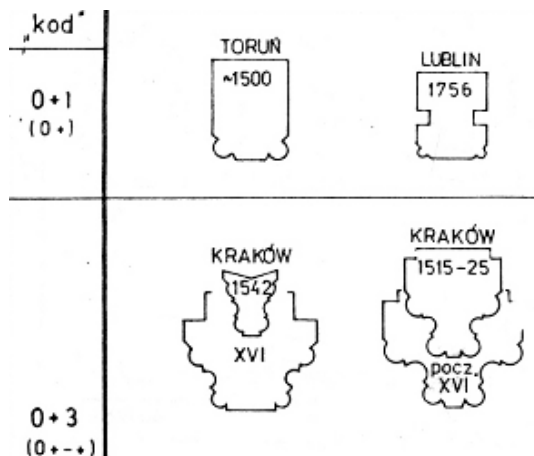 „kod"
TORUŃ
~1500
LUBLIN
1756
0+1
(0+)
KRAKÓW
1542
XVI
KRAKÓW
1515-25
pocz.
XVI
0+3
(0+-+)